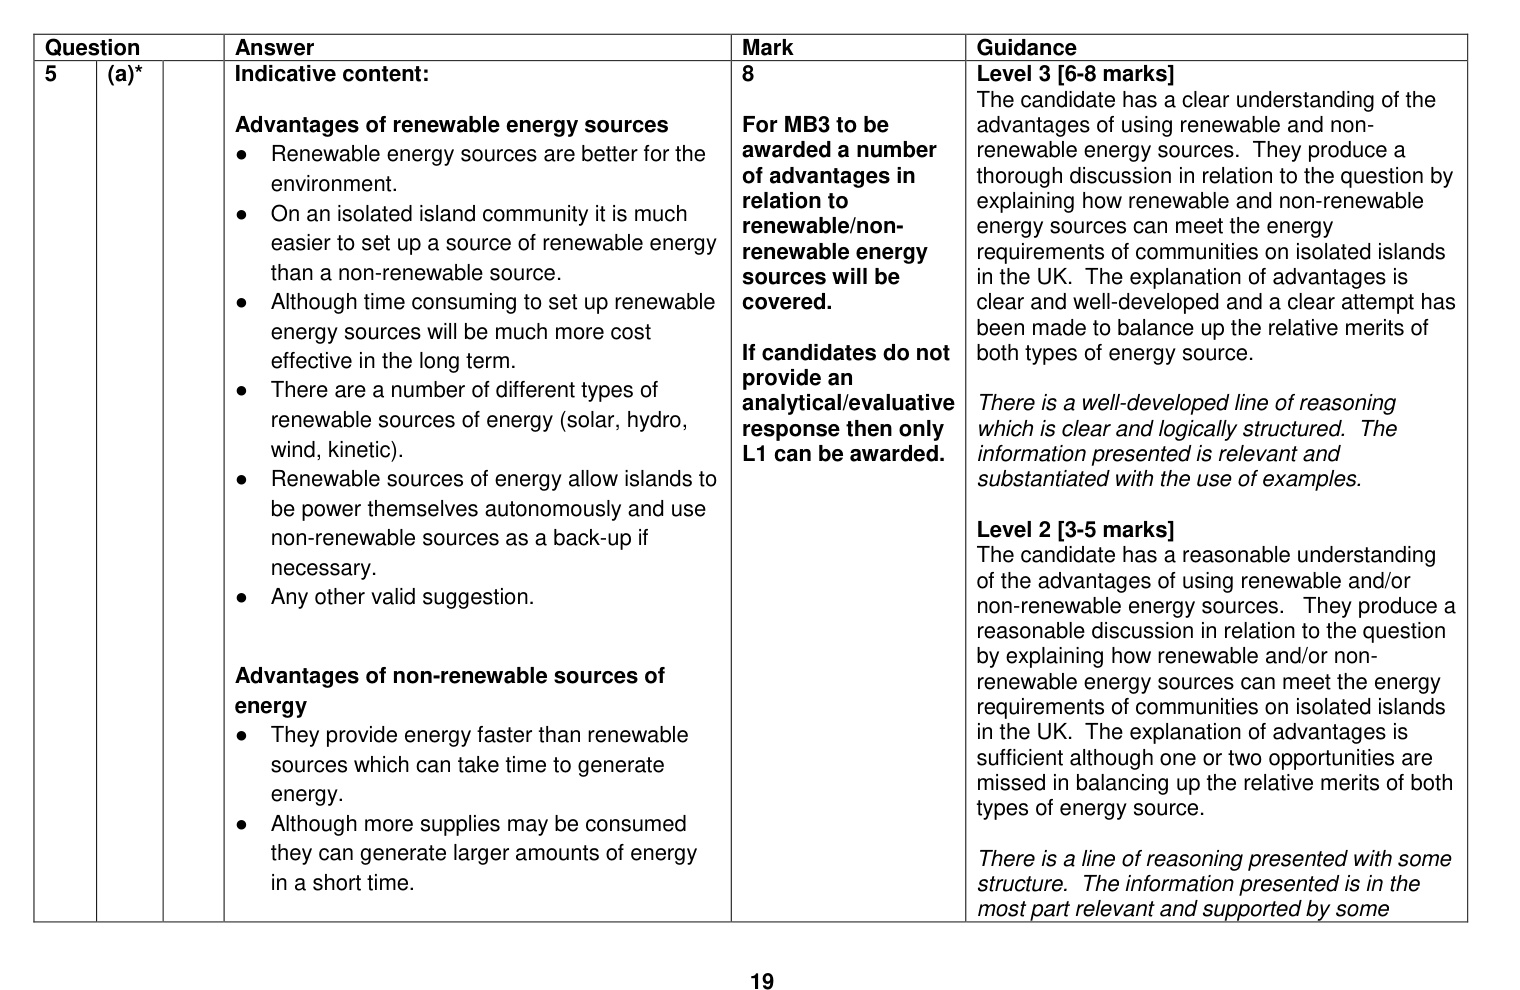 Question Answer Mark Guidance
5 (a)* Indicative content:
Advantages of renewable energy sources
● Renewable energy sources are better for the
environment.
● On an isolated island community it is much
easier to set up a source of renewable energy
than a non-renewable source.
● Although time consuming to set up renewable
energy sources will be much more cost
effective in the long term.
● There are a number of different types of
renewable sources of energy (solar, hydro,
wind, kinetic).
● Renewable sources of energy allow islands to
be power themselves autonomously and use
non-renewable sources as a back-up if
necessary.
● Any other valid suggestion.
Advantages of non-renewable sources of
energy
● They provide energy faster than renewable
sources which can take time to generate
energy.
● Although more supplies may be consumed
they can generate larger amounts of energy
in a short time.
8
For MB3 to be
awarded a number
of advantages in
relation to
renewable/non-
renewable energy
sources will be
covered.
If candidates do not
provide an
analytical/evaluative
response then only
L1 can be awarded.
Level 3 [6-8 marks]
The candidate has a clear understanding of the
advantages of using renewable and non-
renewable energy sources.  They produce a
thorough discussion in relation to the question by
explaining how renewable and non-renewable
energy sources can meet the energy
requirements of communities on isolated islands
in the UK.  The explanation of advantages is
clear and well-developed and a clear attempt has
been made to balance up the relative merits of
both types of energy source.
There is a well-developed line of reasoning
which is clear and logically structured.  The
information presented is relevant and
substantiated with the use of examples.
Level 2 [3-5 marks]
The candidate has a reasonable understanding
of the advantages of using renewable and/or
non-renewable energy sources.   They produce a
reasonable discussion in relation to the question
by explaining how renewable and/or non-
renewable energy sources can meet the energy
requirements of communities on isolated islands
in the UK.  The explanation of advantages is
sufficient although one or two opportunities are
missed in balancing up the relative merits of both
types of energy source.
There is a line of reasoning presented with some
structure.  The information presented is in the
most part relevant and supported by some
19